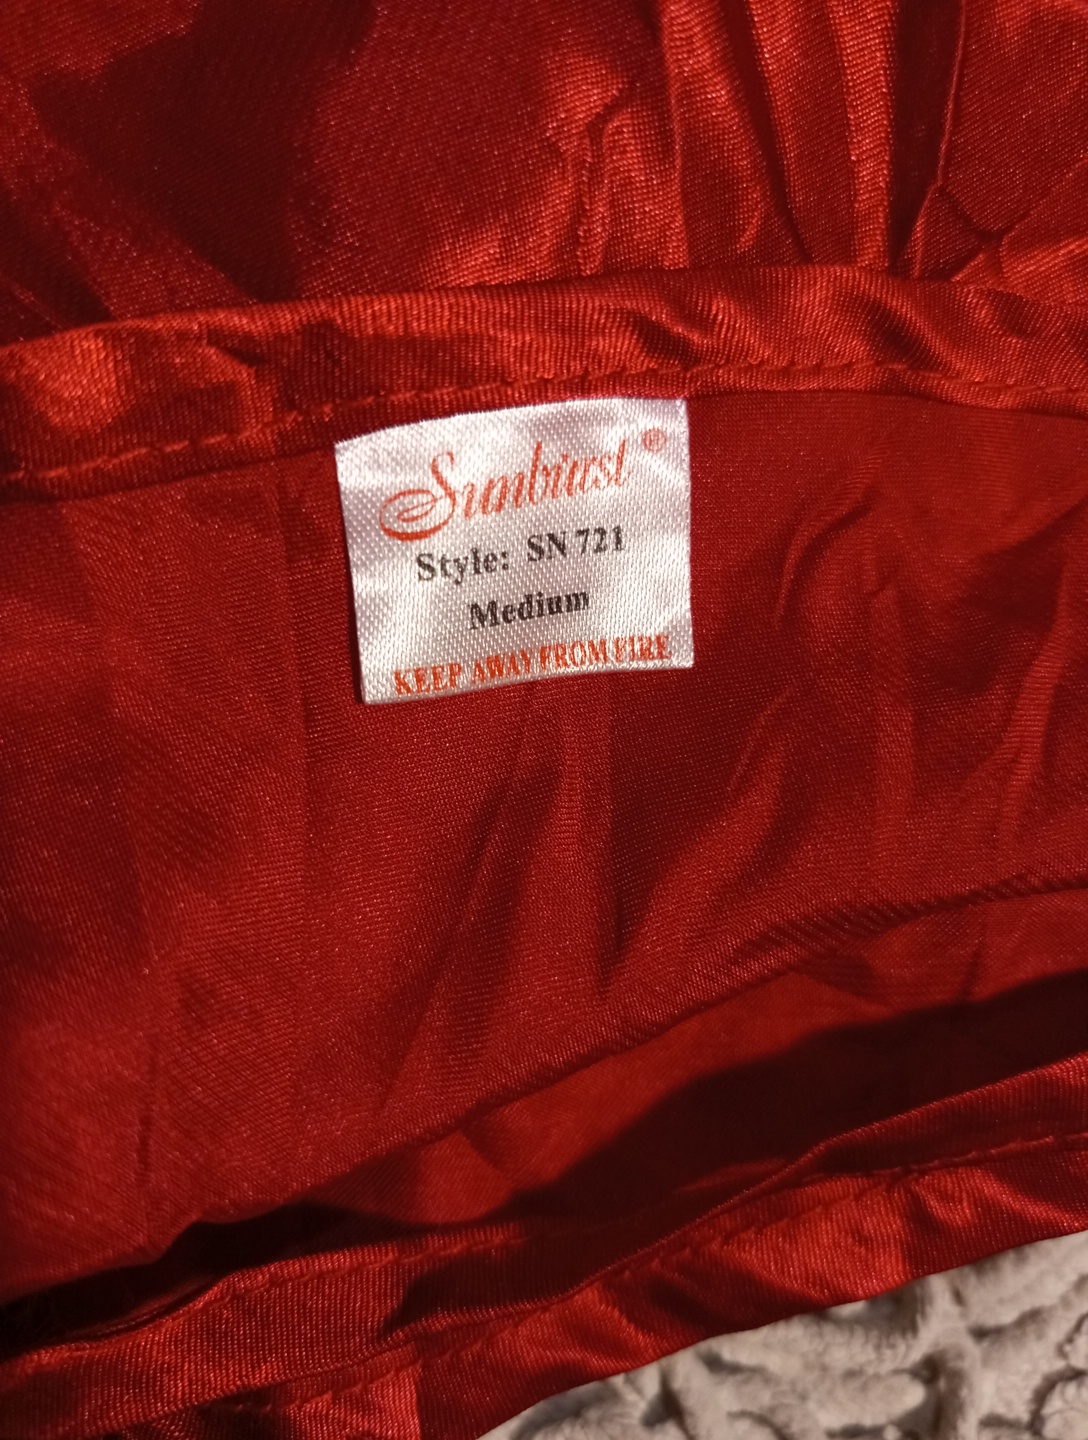 Sunburst ®
Style: SN 721
Medium
KEEP AWAY FROM FIRE